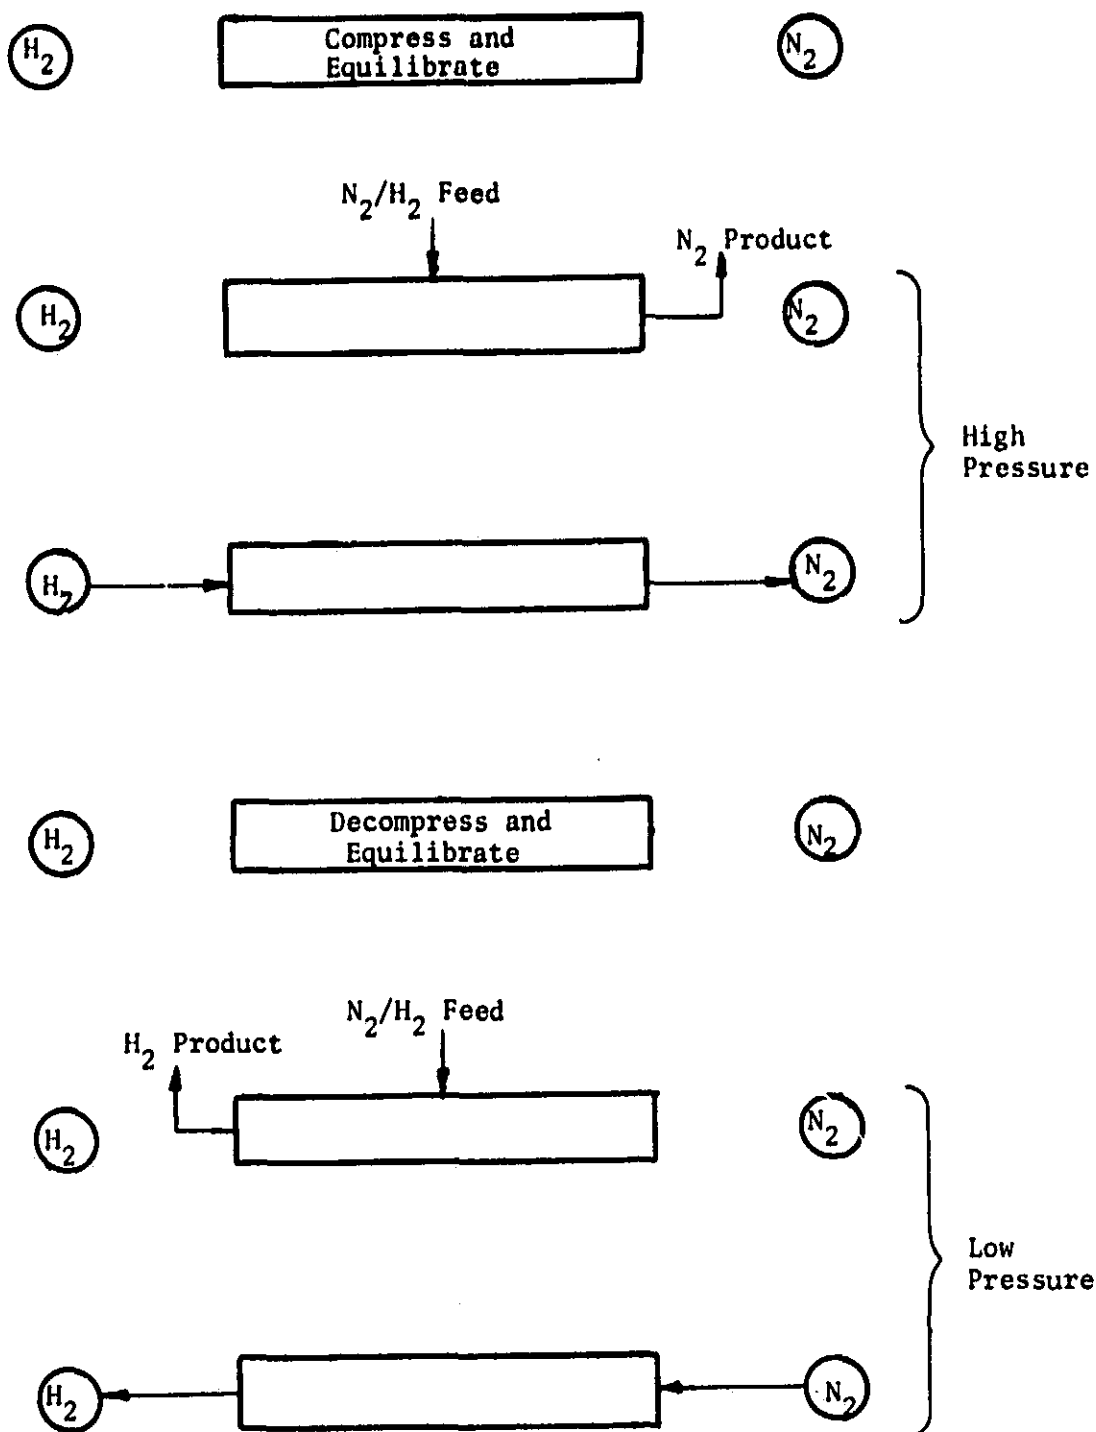 H2
Compress and
Equilibrate
N2
N2/H2 Feed
N2 Product
H2
N2
High
Pressure
H2
N2
H2
Decompress and
Equilibrate
N2
N2/H2 Feed
H2 Product
H2
N2
Low
Pressure
H2
N2